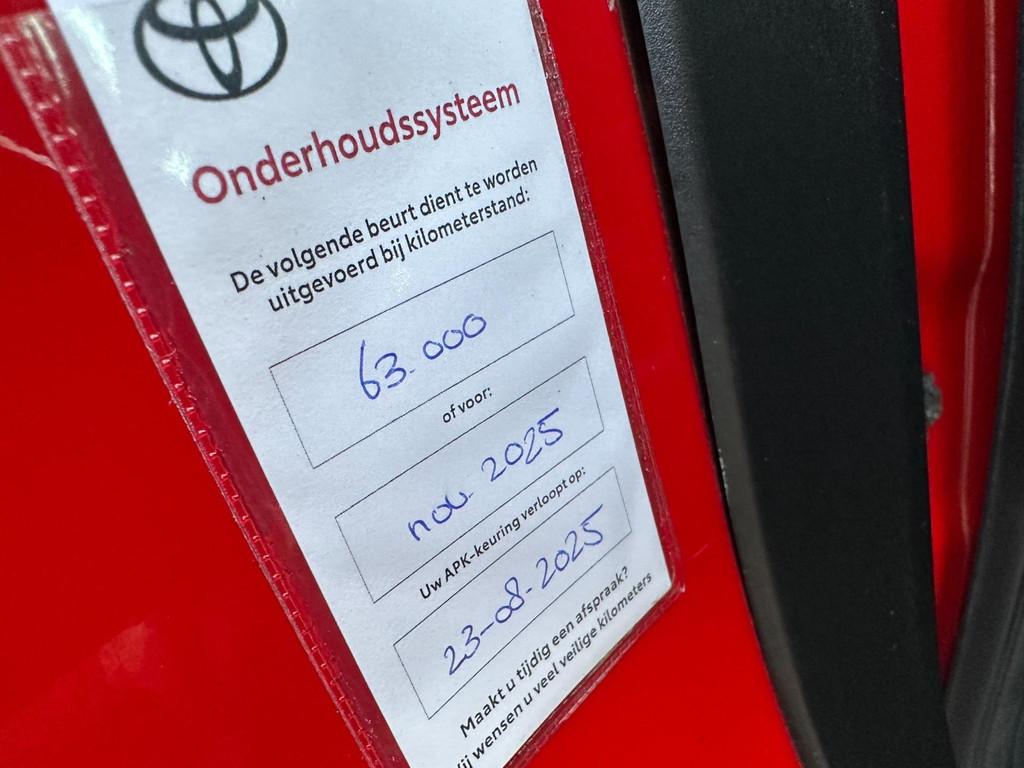 Onderhoudssysteem
De volgende beurt dient te worden
uitgevoerd bij kilometerstand:
63.000
of voor:
nov. 2025
Uw APK-keuring verloopt op:
23-08-2025
Maakt u tijdig een afspraak?
ij wensen u veel veilige kilometers